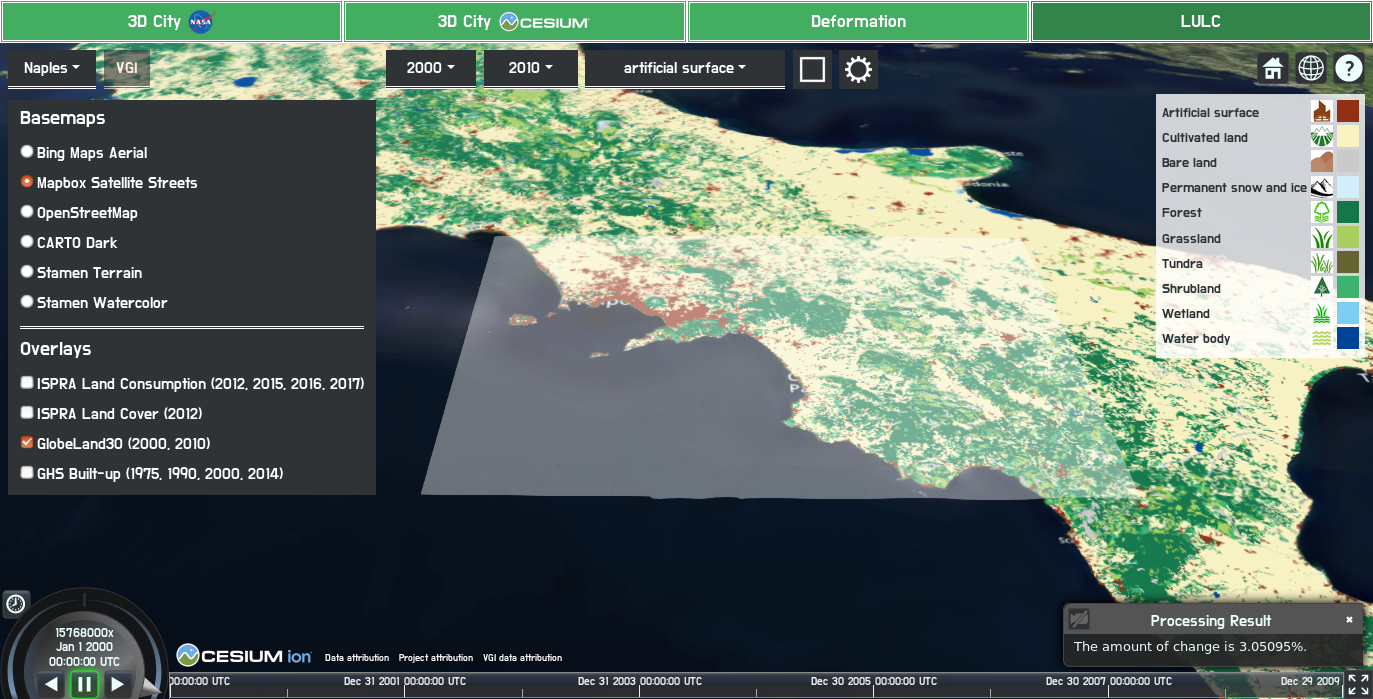 3D City NASA
3D City CESIUM
Deformation
LULC
Naples
VGI
2000
2010
artificial surface
?
Basemaps
Bing Maps Aerial
Mapbox Satellite Streets
OpenStreetMap
CARTO Dark
Stamen Terrain
Stamen Watercolor
Overlays
ISPRA Land Consumption (2012, 2015, 2016, 2017)
ISPRA Land Cover (2012)
GlobeLand30 (2000, 2010)
GHS Built-up (1975, 1990, 2000, 2014)
Artificial surface
Cultivated land
Bare land
Permanent snow and ice
Forest
Grassland
Tundra
Shrubland
Wetland
Water body
Processing Result
×
The amount of change is 3.05095%.
15768000x
Jan 1 2000
00:00:00 UTC
CESIUM ion
Data attribution
Project attribution
VGI data attribution
00:00:00 UTC
Dec 31 2001 00:00:00 UTC
Dec 31 2003 00:00:00 UTC
Dec 30 2005 00:00:00 UTC
Dec 30 2007 00:00:00 UTC
Dec 29 2009